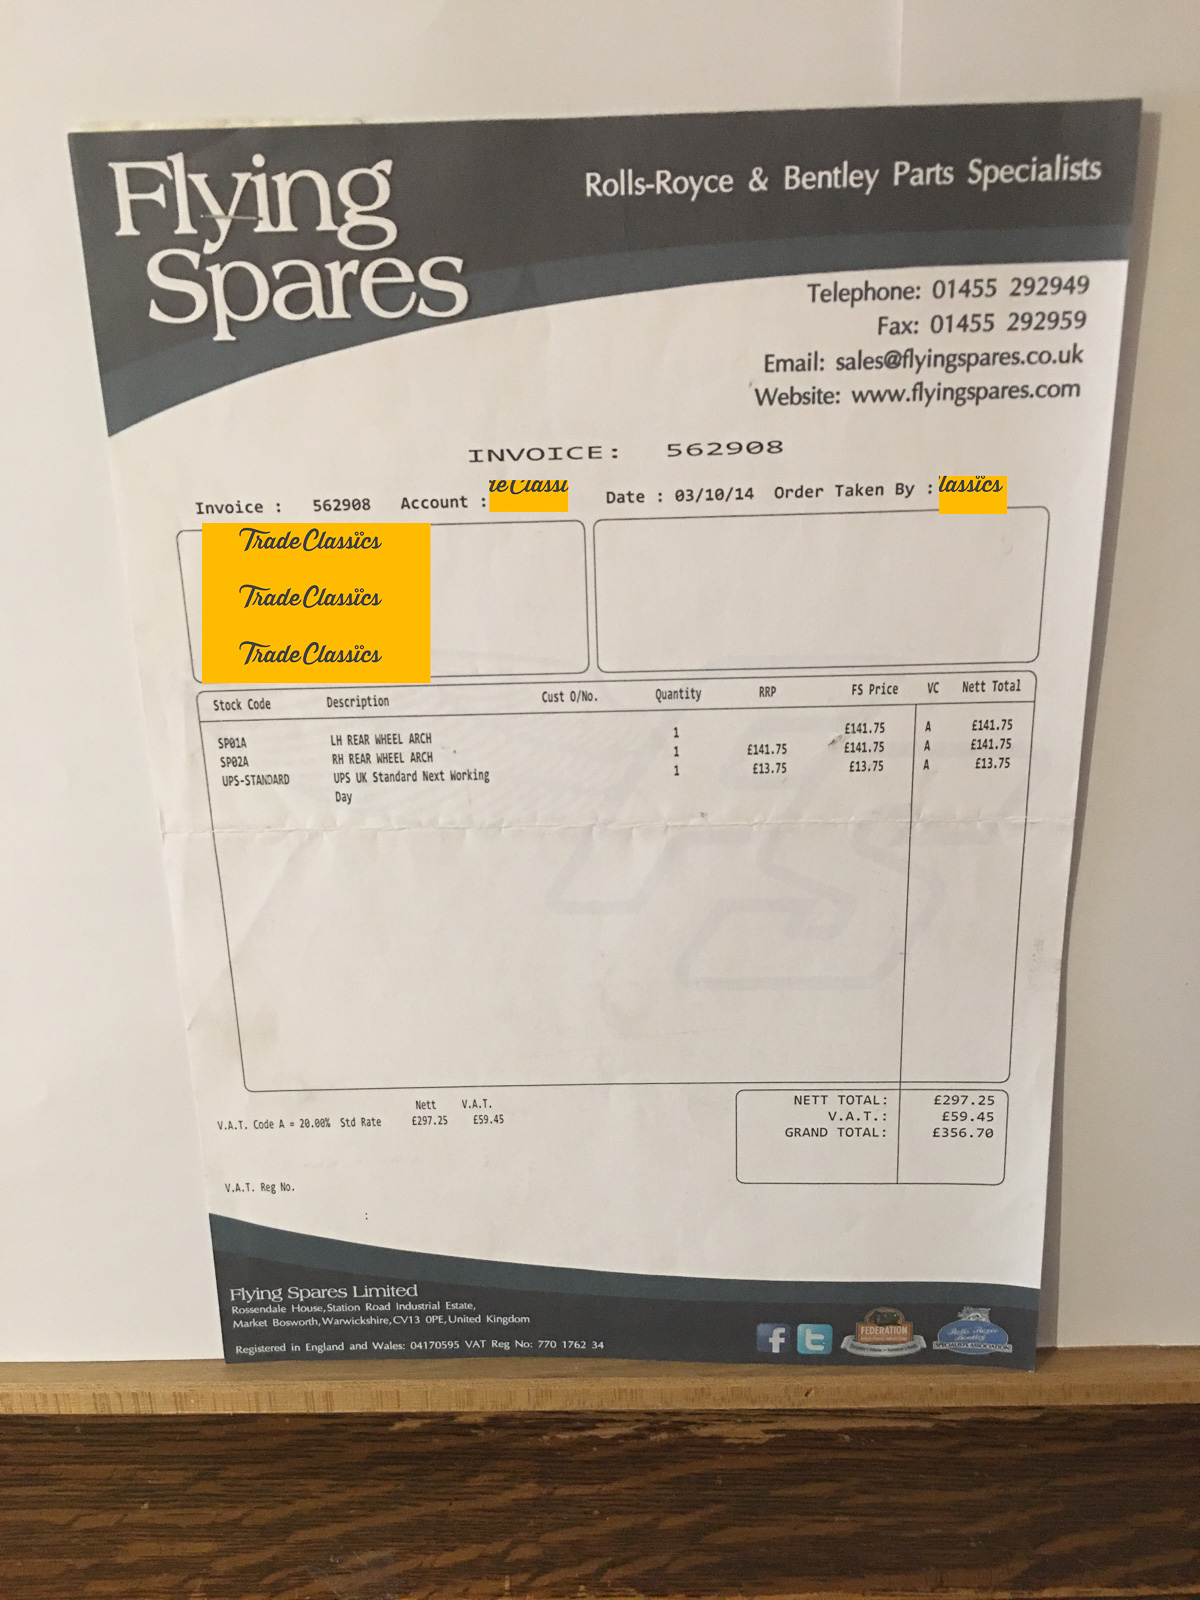 Flying
Spares
Rolls-Royce & Bentley Parts Specialists
Telephone: 01455 292949
Fax: 01455 292959
Email: sales@flyingspares.co.uk
Website: www.flyingspares.com
INVOICE: 562908
Invoice : 562908 Account : Date : 03/10/14 Order Taken By : lassics
Trade Classics
Trade Classics
Trade Classics
Stock Code Description Cust O/No. Quantity RRP FS Price VC Nett Total
SP01A LH REAR WHEEL ARCH 1 £141.75 A £141.75
SP02A RH REAR WHEEL ARCH 1 £141.75 £141.75 A £141.75
UPS-STANDARD UPS UK Standard Next Working 1 £13.75 £13.75 A £13.75
Day
Nett V.A.T.
V.A.T. Code A = 20.00% Std Rate £297.25 £59.45
NETT TOTAL: £297.25
V.A.T.: £59.45
GRAND TOTAL: £356.70
V.A.T. Reg No.
:
Flying Spares Limited
Rossendale House, Station Road Industrial Estate,
Market Bosworth, Warwickshire, CV13 0PE, United Kingdom
Registered in England and Wales: 04170595 VAT Reg No: 770 1762 34
FEDERATION